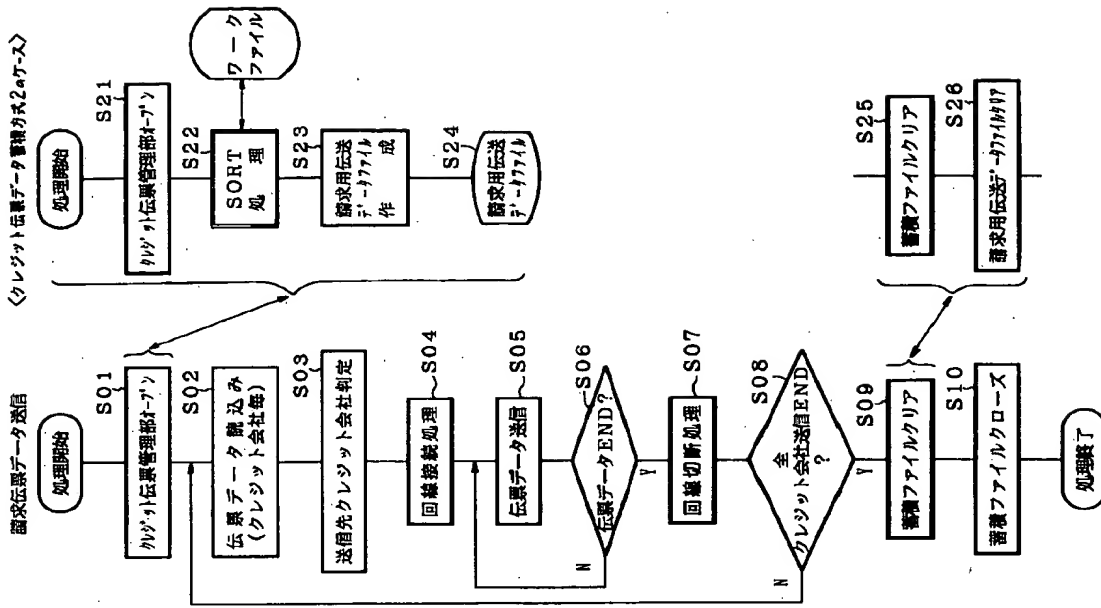 請求伝票データ送信
処理開始
S01
クレジット伝票管理部オープン
S02
伝票データ読込み
(クレジット会社毎)
S03
送信先クレジット会社判定
S04
回線接続処理
S05
伝票データ送信
S06
伝票データEND?
N
Y
S07
回線切断処理
S08
全
クレジット会社送信END
?
N
Y
S09
蓄積ファイルクリア
S10
蓄積ファイルクローズ
処理終了
〈クレジット伝票データ蓄積方式2のケース〉
処理開始
S21
クレジット伝票管理部オープン
S22
SORT
処理
ワーク
ファイル
S23
請求用伝送
データファイル
作成
S24
請求用伝送
データファイル
S25
蓄積ファイルクリア
S26
請求用伝送データファイルクリア